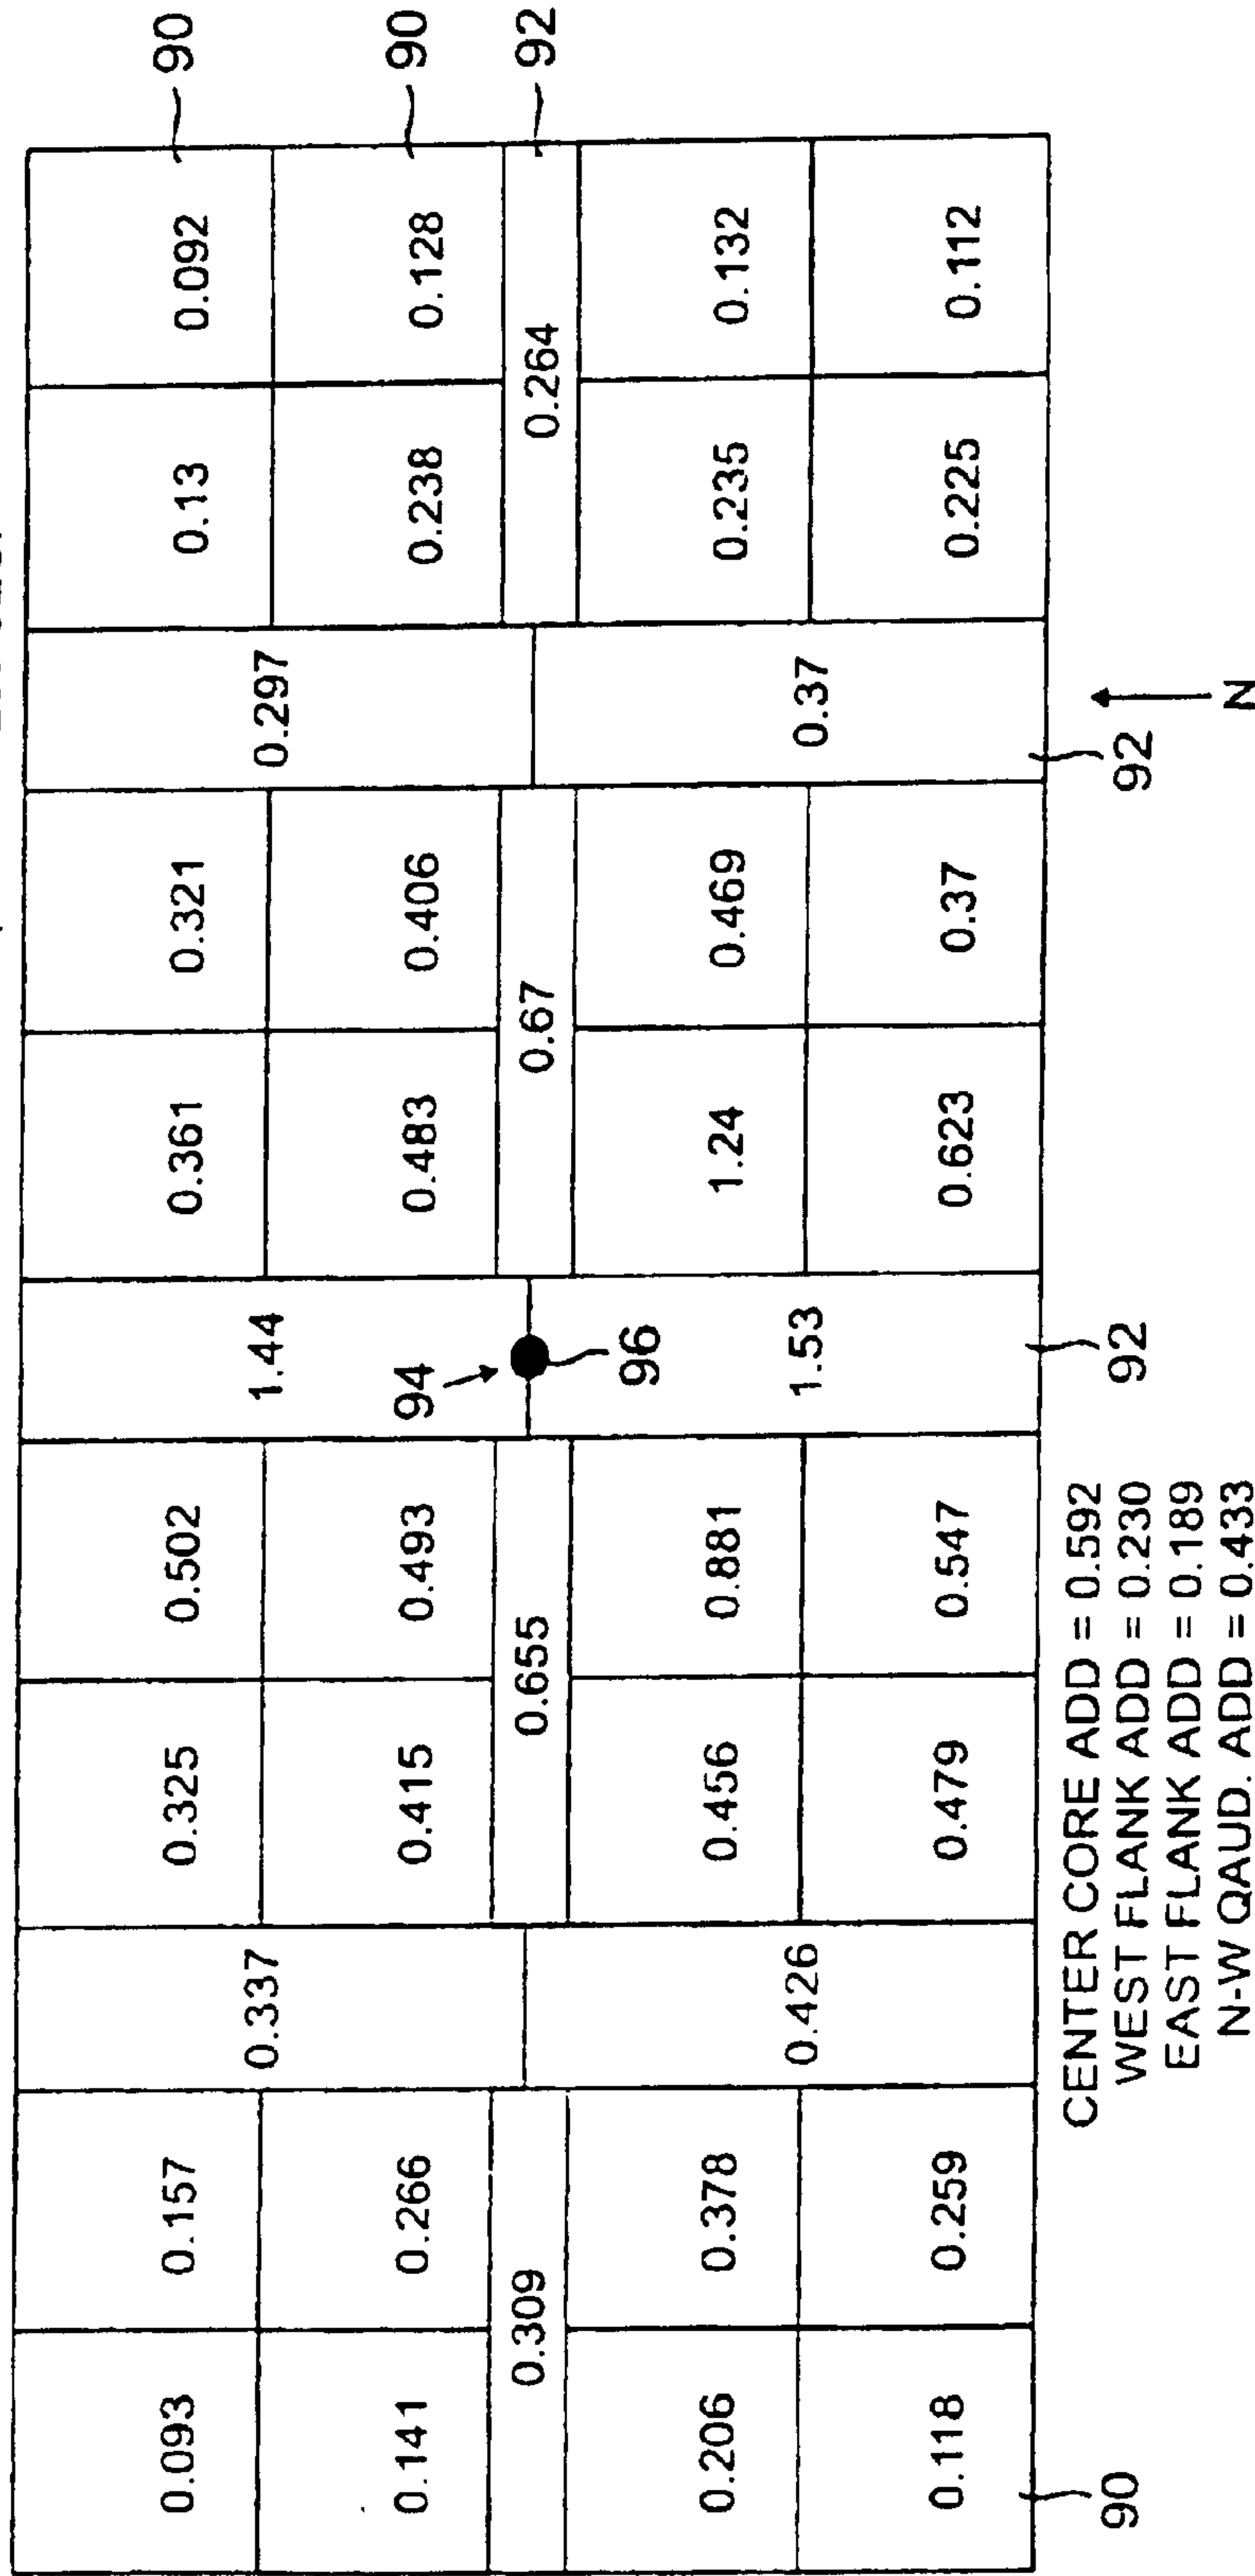 0.093 0.157 0.325 0.502 0.361 0.321 0.13 0.092 90
0.337 1.44 0.297
0.141 0.266 0.415 0.493 94 0.483 0.406 0.238 0.128 90
0.309 0.655 0.67 0.264 92
96
0.206 0.378 0.456 0.881 1.24 0.469 0.235 0.132
0.426 1.53 0.37
0.118 0.259 0.479 0.547 0.623 0.37 0.225 0.112
90 92 92
N
CENTER CORE ADD = 0.592
WEST FLANK ADD = 0.230
EAST FLANK ADD = 0.189
N-W QAUD. ADD = 0.433